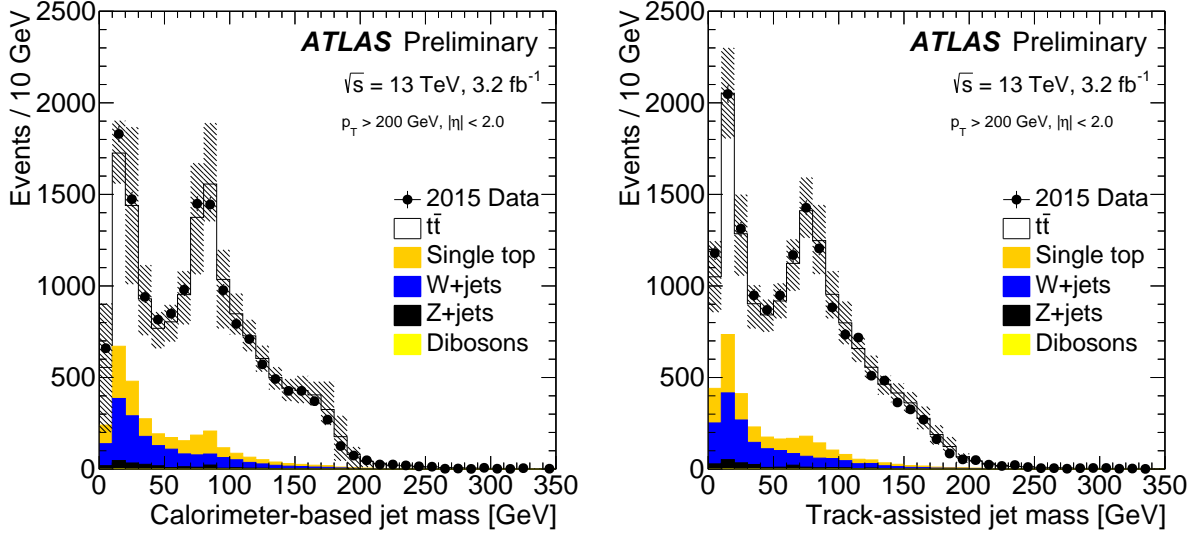 Events / 10 GeV
2500
2000
1500
1000
500
0
ATLAS Preliminary
√s = 13 TeV, 3.2 fb⁻¹
p_T > 200 GeV, |η| < 2.0
2015 Data
tt̄
Single top
W+jets
Z+jets
Dibosons
0 50 100 150 200 250 300 350
Calorimeter-based jet mass [GeV]
Events / 10 GeV
2500
2000
1500
1000
500
0
ATLAS Preliminary
√s = 13 TeV, 3.2 fb⁻¹
p_T > 200 GeV, |η| < 2.0
2015 Data
tt̄
Single top
W+jets
Z+jets
Dibosons
0 50 100 150 200 250 300 350
Track-assisted jet mass [GeV]